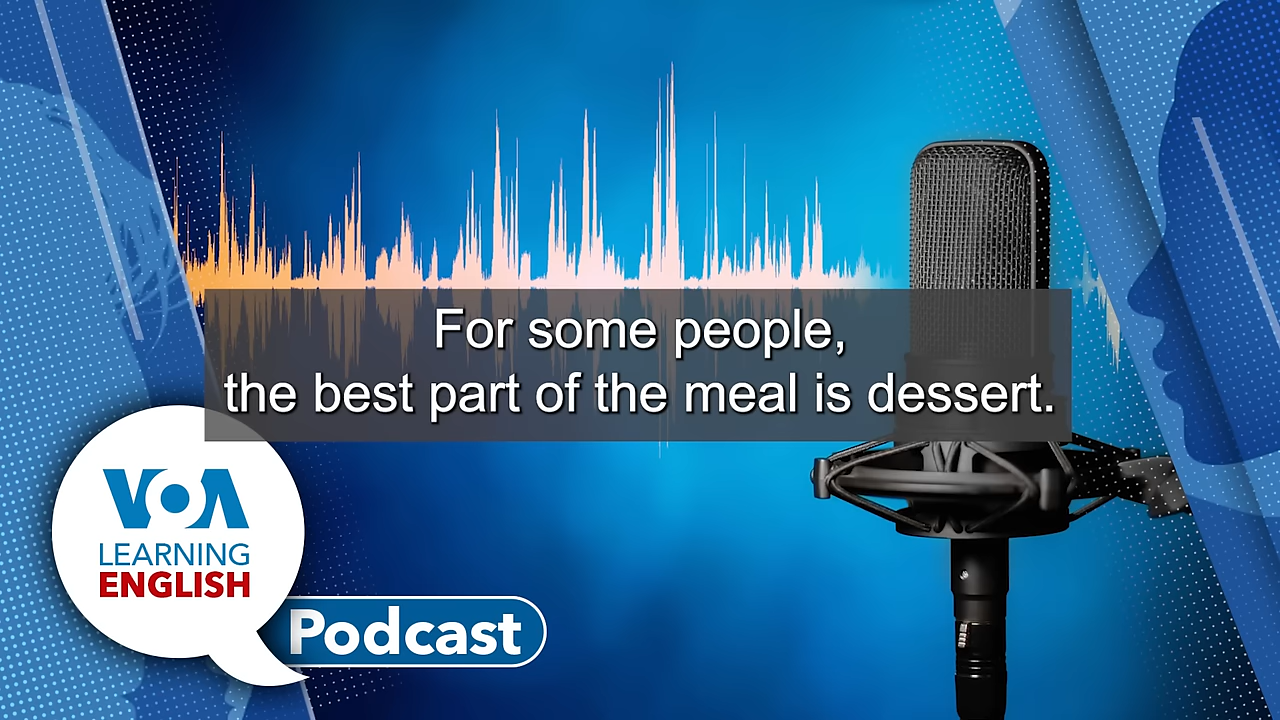 For some people,
the best part of the meal is dessert.
VOA
LEARNING
ENGLISH
Podcast